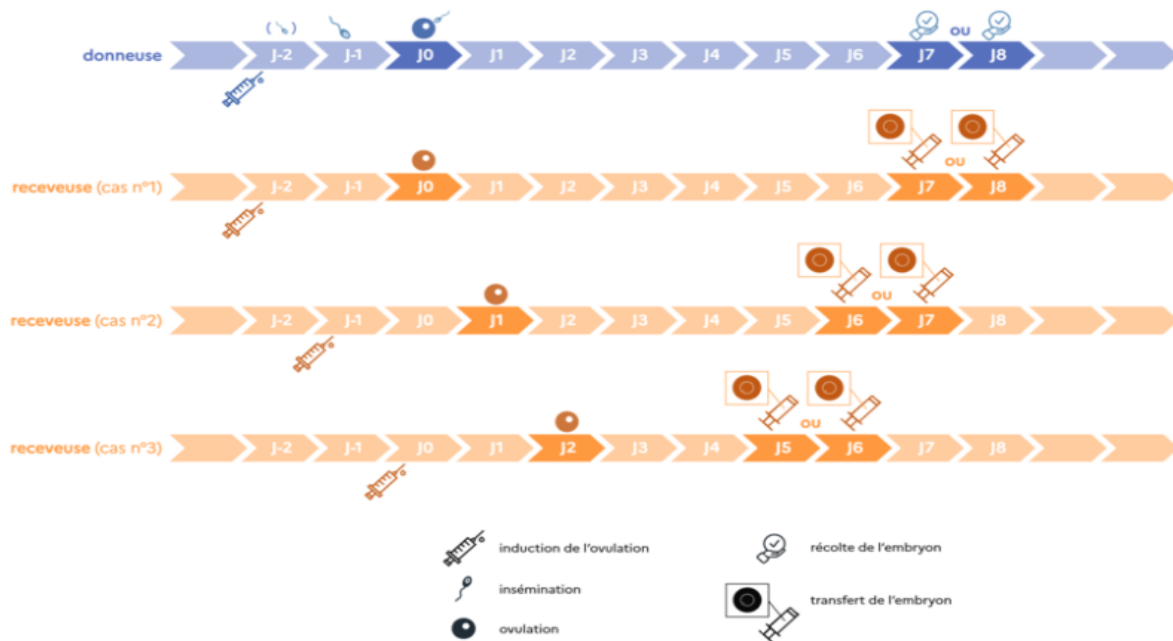 ou
donneuse J-2 J-1 J0 J1 J2 J3 J4 J5 J6 J7 J8
ou
receveuse (cas n°1) J-2 J-1 J0 J1 J2 J3 J4 J5 J6 J7 J8
ou
receveuse (cas n°2) J-2 J-1 J0 J1 J2 J3 J4 J5 J6 J7 J8
ou
receveuse (cas n°3) J-2 J-1 J0 J1 J2 J3 J4 J5 J6 J7 J8
induction de l'ovulation
récolte de l'embryon
insémination
transfert de l'embryon
ovulation